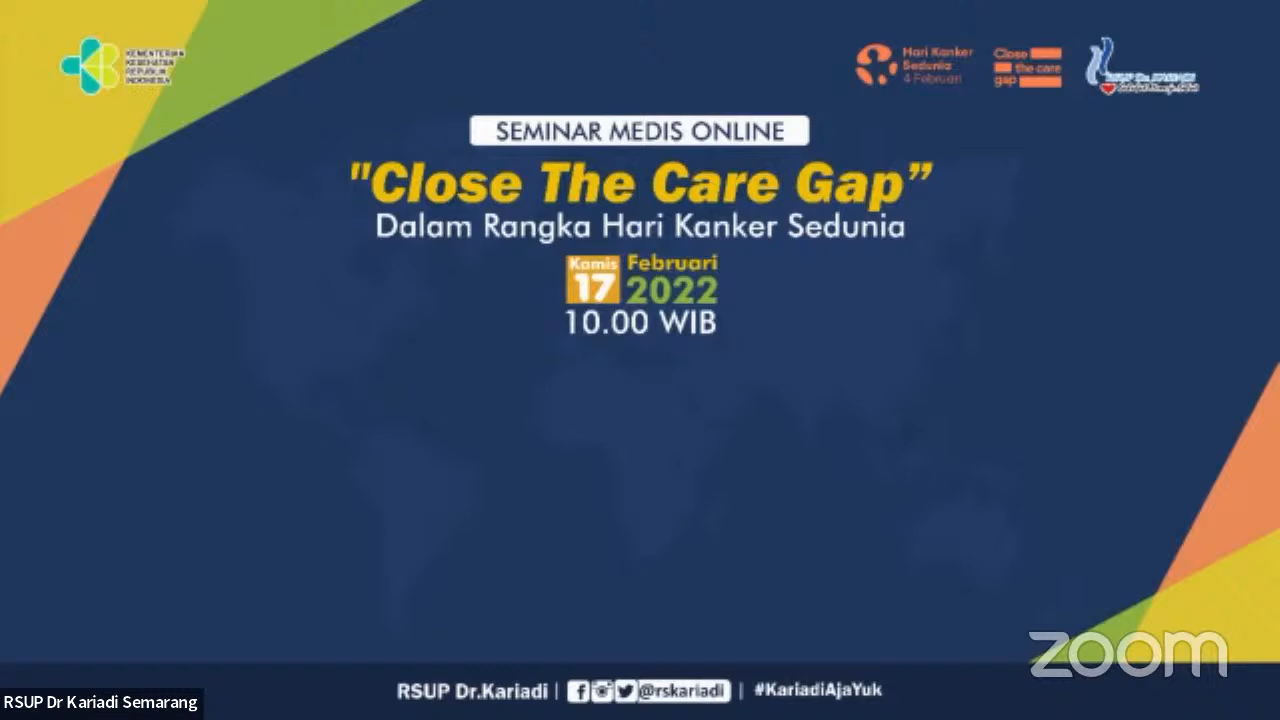 KEMENTERIAN
KESEHATAN
REPUBLIK
INDONESIA
Hari Kanker
Sedunia
4 Februari
Close
the care
gap
SEMINAR MEDIS ONLINE
"Close The Care Gap”
Dalam Rangka Hari Kanker Sedunia
Kamis
17
Februari
2022
10.00 WIB
zoom
RSUP Dr.Kariadi | @rskariadi | #KariadiAjaYuk
RSUP Dr Kariadi Semarang